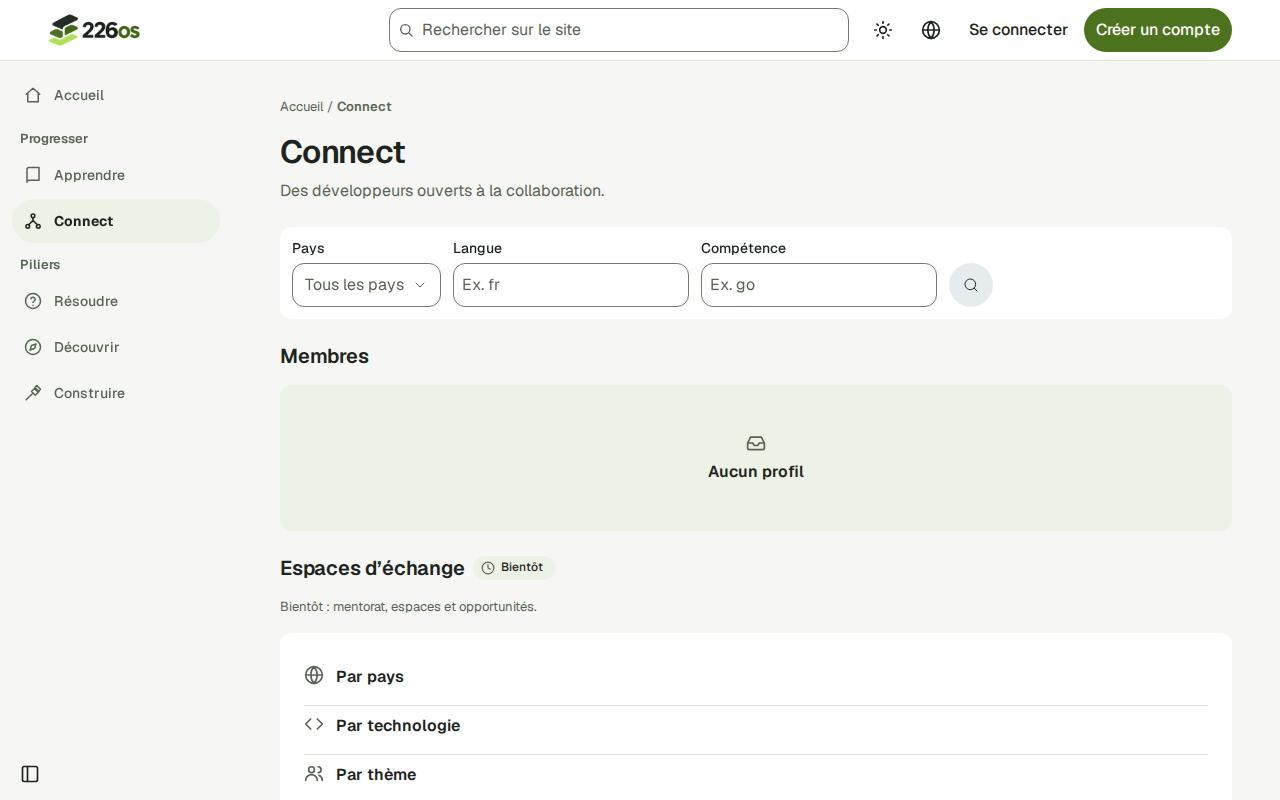 226os
Rechercher sur le site
Se connecter
Créer un compte
Accueil
Progresser
Apprendre
Connect
Piliers
Résoudre
Découvrir
Construire
Accueil / Connect
Connect
Des développeurs ouverts à la collaboration.
Pays
Langue
Compétence
Tous les pays
Ex. fr
Ex. go
Membres
Aucun profil
Espaces d’échange
Bientôt
Bientôt : mentorat, espaces et opportunités.
Par pays
Par technologie
Par thème